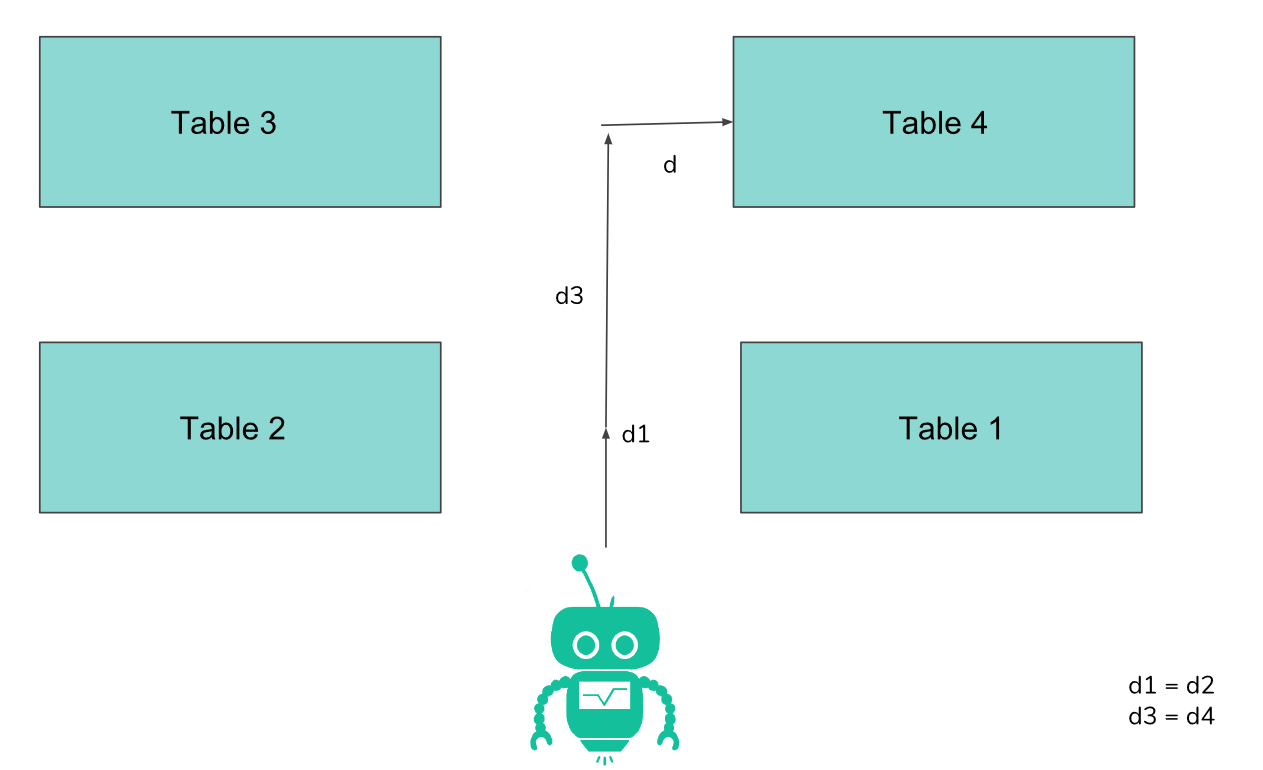 Table 3
Table 4
d
d3
Table 2
d1
Table 1
d1 = d2
d3 = d4